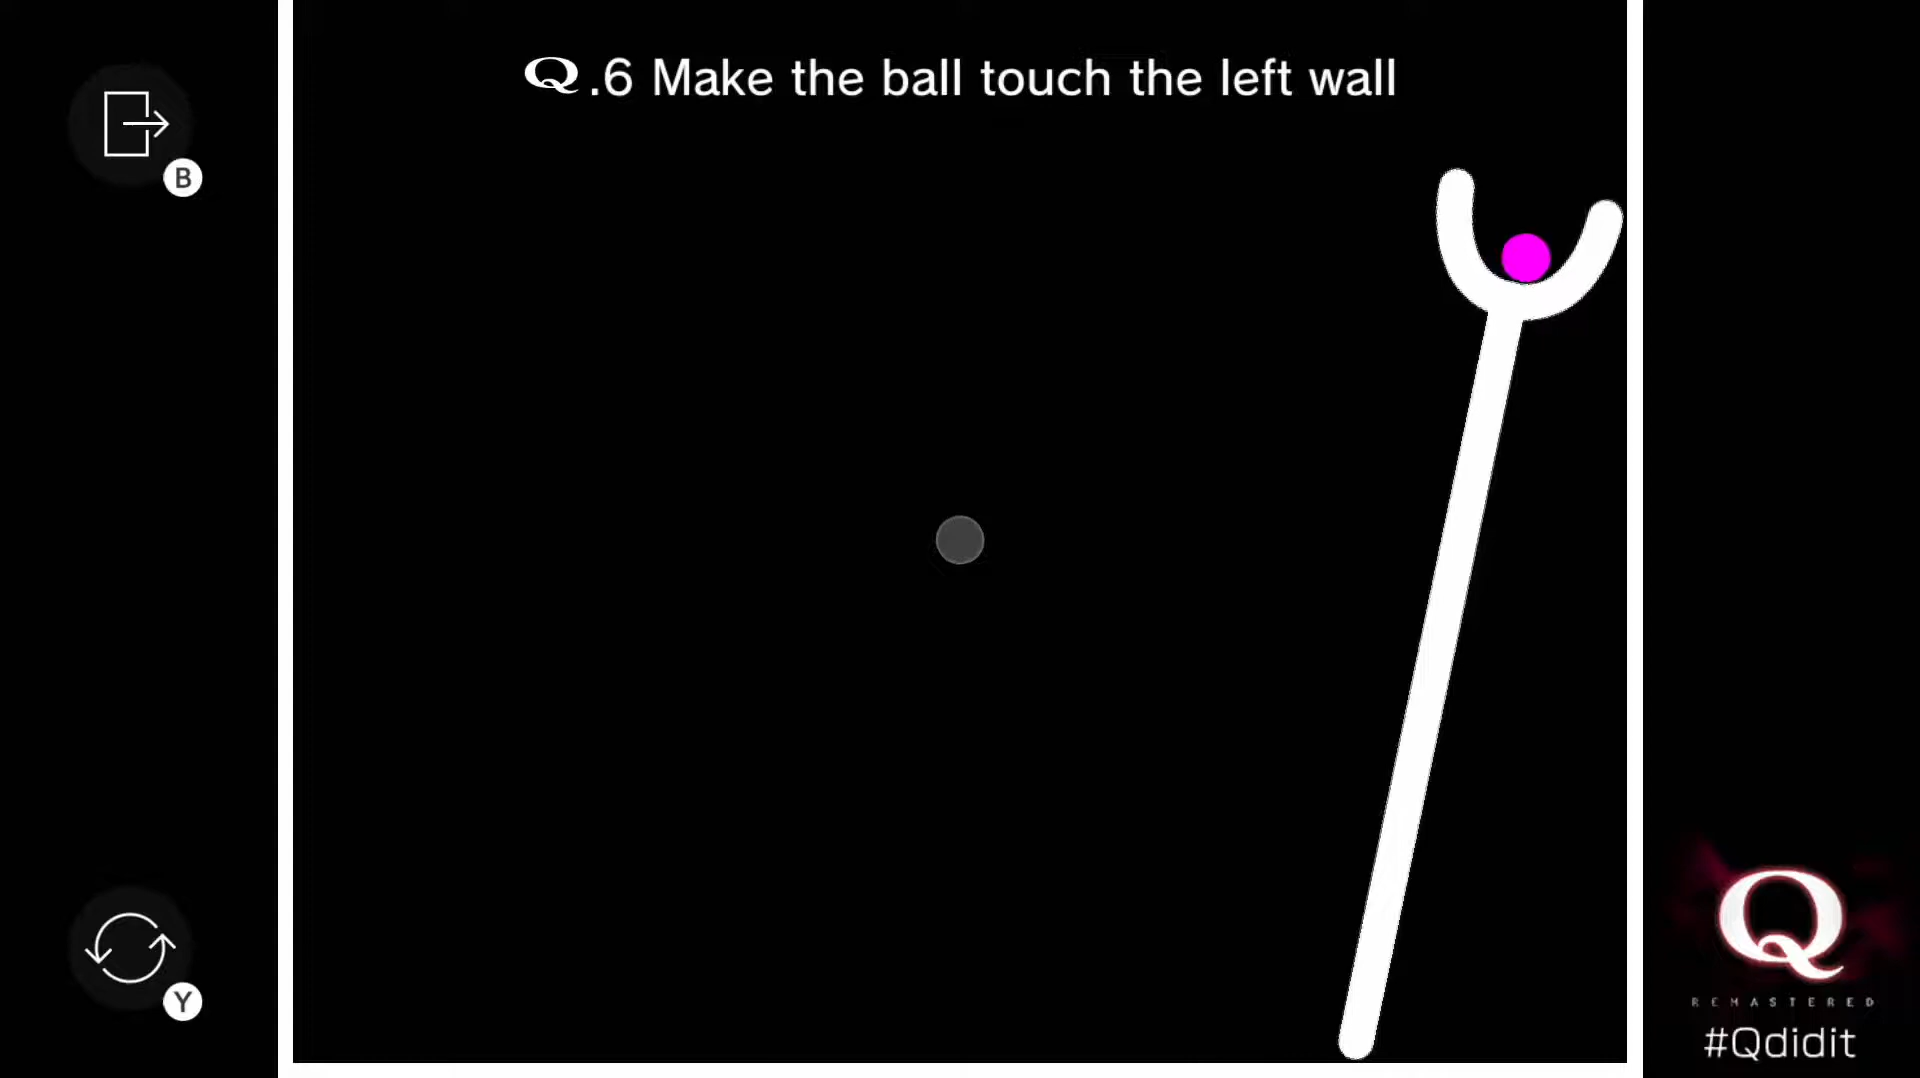 Q.6 Make the ball touch the left wall
B
Y
Q
REMASTERED
#Qdidit